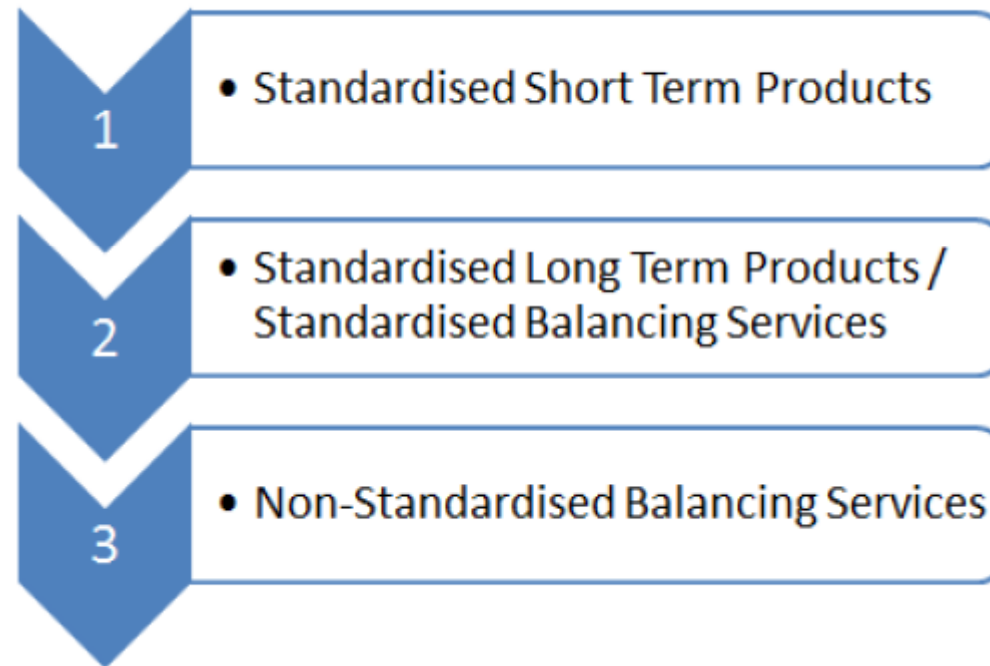 1
• Standardised Short Term Products
2
• Standardised Long Term Products /
Standardised Balancing Services
3
• Non-Standardised Balancing Services